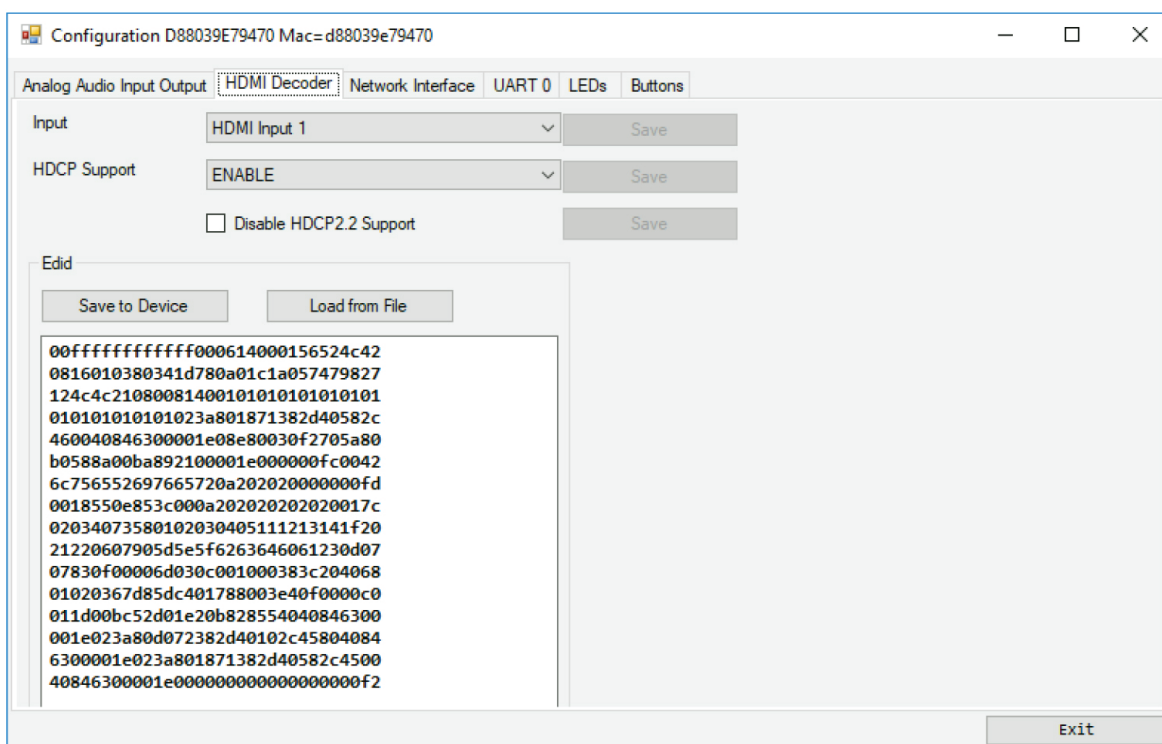 Configuration D88039E79470 Mac=d88039e79470
Analog Audio Input Output HDMI Decoder Network Interface UART 0 LEDs Buttons
Input HDMI Input 1 Save
HDCP Support ENABLE Save
Disable HDCP2.2 Support Save
Edid
Save to Device Load from File
00ffffffffffff000614000156524c42
0816010380341d780a01c1a057479827
124c4c21080081400101010101010101
010101010101023a801871382d40582c
460040846300001e08e80030f2705a80
b0588a00ba892100001e000000fc0042
6c756552697665720a202020000000fd
0018550e853c000a202020202020017c
020340735801020304051112131 41f20
21220607905d5e5f6263646061230d07
07830f00006d030c001000383c204068
01020367d85dc401788003e40f0000c0
011d00bc52d01e20b828554040846300
001e023a80d072382d40102c45804084
6300001e023a801871382d40582c4500
40846300001e000000000000000000f2
Exit